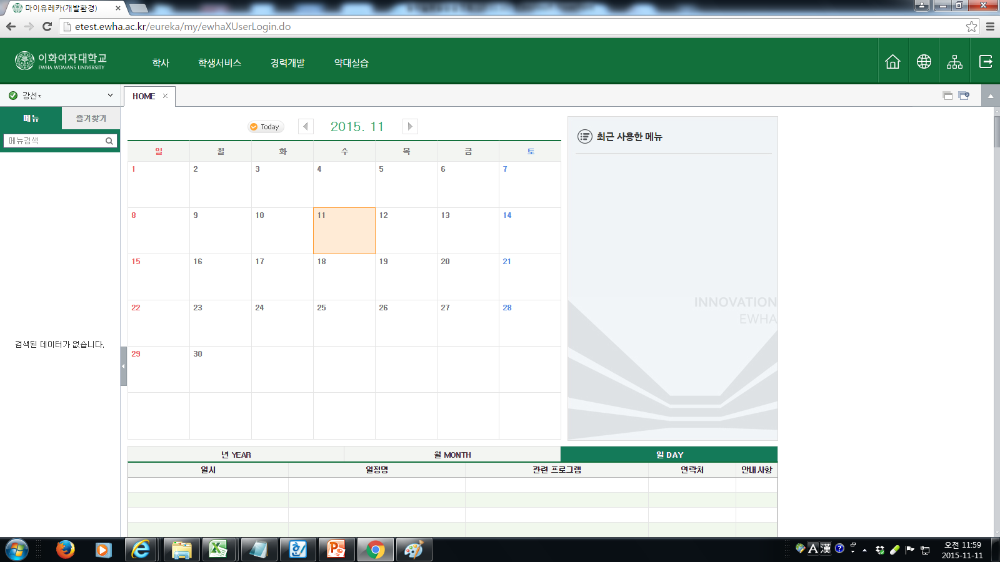 마이유레카(개발환경)
etest.ewha.ac.kr/eureka/my/ewhaXUserLogin.do
이화여자대학교
EWHA WOMANS UNIVERSITY
학사 학생서비스 경력개발 약대실습
강선*
HOME
메뉴 즐겨찾기
메뉴검색
검색된 데이터가 없습니다.
Today 2015. 11
일 월 화 수 목 금 토
1 2 3 4 5 6 7
8 9 10 11 12 13 14
15 16 17 18 19 20 21
22 23 24 25 26 27 28
29 30
최근 사용한 메뉴
INNOVATION
EWHA
년 YEAR 월 MONTH 일 DAY
일시 일정명 관련 프로그램 연락처 안내사항
A 漢
오전 11:59
2015-11-11